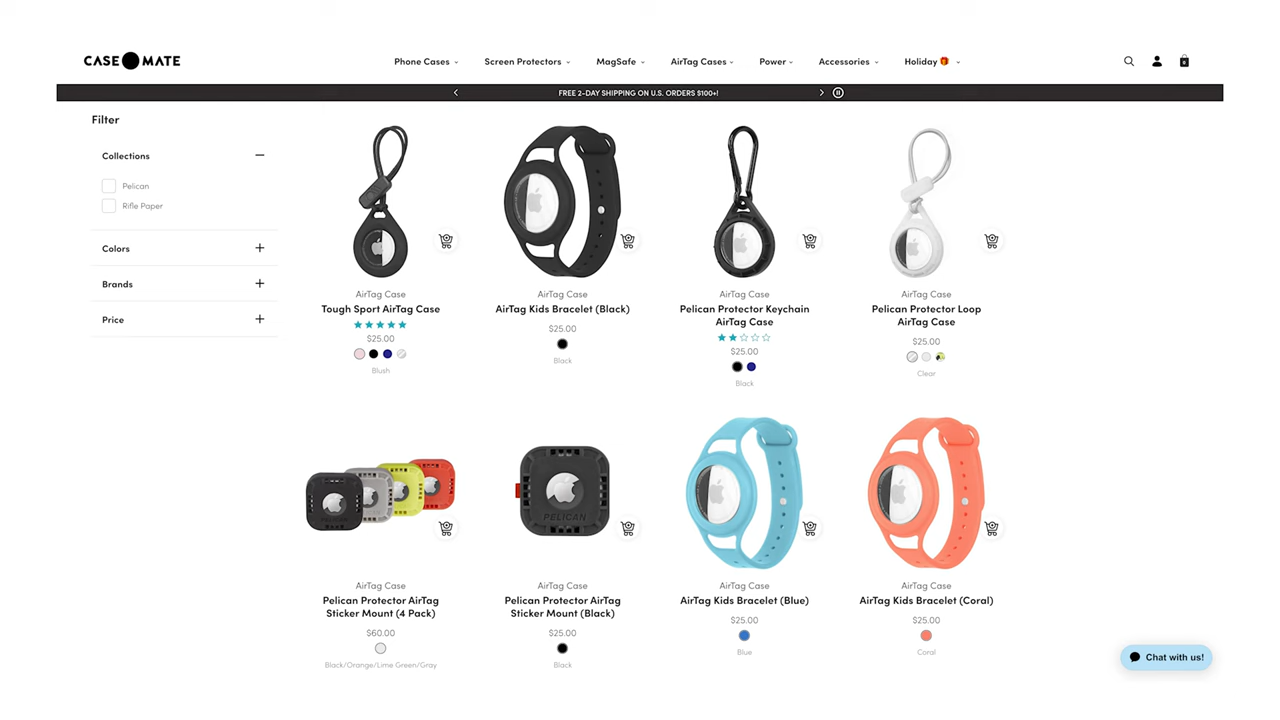 CASE MATE
Phone Cases
Screen Protectors
MagSafe
AirTag Cases
Power
Accessories
Holiday
FREE 2-DAY SHIPPING ON U.S. ORDERS $100+!
Filter
Collections
Pelican
Rifle Paper
Colors
Brands
Price
AirTag Case
Tough Sport AirTag Case
$25.00
Blush
AirTag Case
AirTag Kids Bracelet (Black)
$25.00
Black
AirTag Case
Pelican Protector Keychain
AirTag Case
$25.00
Black
AirTag Case
Pelican Protector Loop
AirTag Case
$25.00
Clear
AirTag Case
Pelican Protector AirTag
Sticker Mount (4 Pack)
$60.00
Black/Orange/Lime Green/Gray
PELICAN
AirTag Case
Pelican Protector AirTag
Sticker Mount (Black)
$25.00
Black
AirTag Case
AirTag Kids Bracelet (Blue)
$25.00
Blue
AirTag Case
AirTag Kids Bracelet (Coral)
$25.00
Coral
Chat with us!